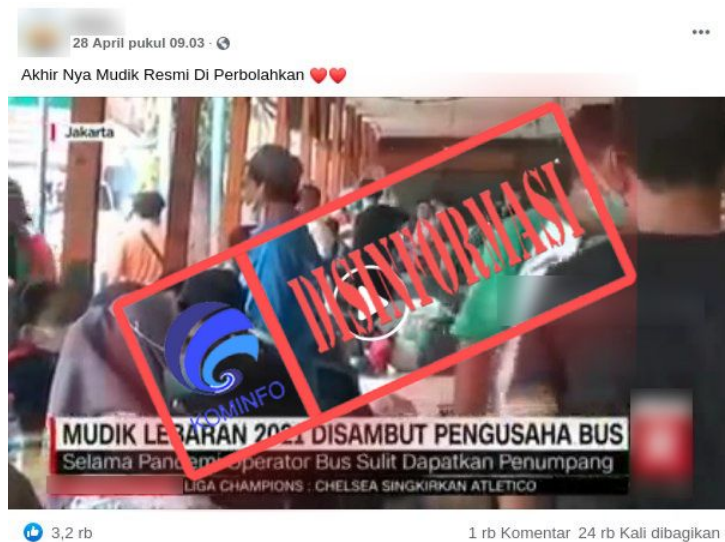 28 April pukul 09.03 ·
Akhir Nya Mudik Resmi Di Perbolahkan ❤️❤️
Jakarta
DISINFORMASI
KOMINFO
MUDIK LEBARAN 2021 DISAMBUT PENGUSAHA BUS
Selama Pandemi Operator Bus Sulit Dapatkan Penumpang
LIGA CHAMPIONS : CHELSEA SINGKIRKAN ATLETICO
3,2 rb
1 rb Komentar 24 rb Kali dibagikan